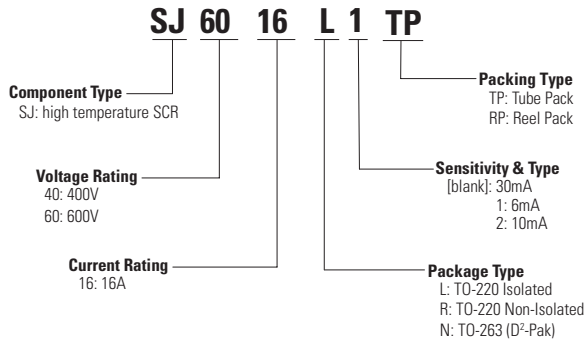 SJ 60 16 L 1 TP
Component Type
SJ: high temperature SCR
Voltage Rating
40: 400V
60: 600V
Current Rating
16: 16A
Packing Type
TP: Tube Pack
RP: Reel Pack
Sensitivity & Type
[blank]: 30mA
1: 6mA
2: 10mA
Package Type
L: TO-220 Isolated
R: TO-220 Non-Isolated
N: TO-263 (D²-Pak)